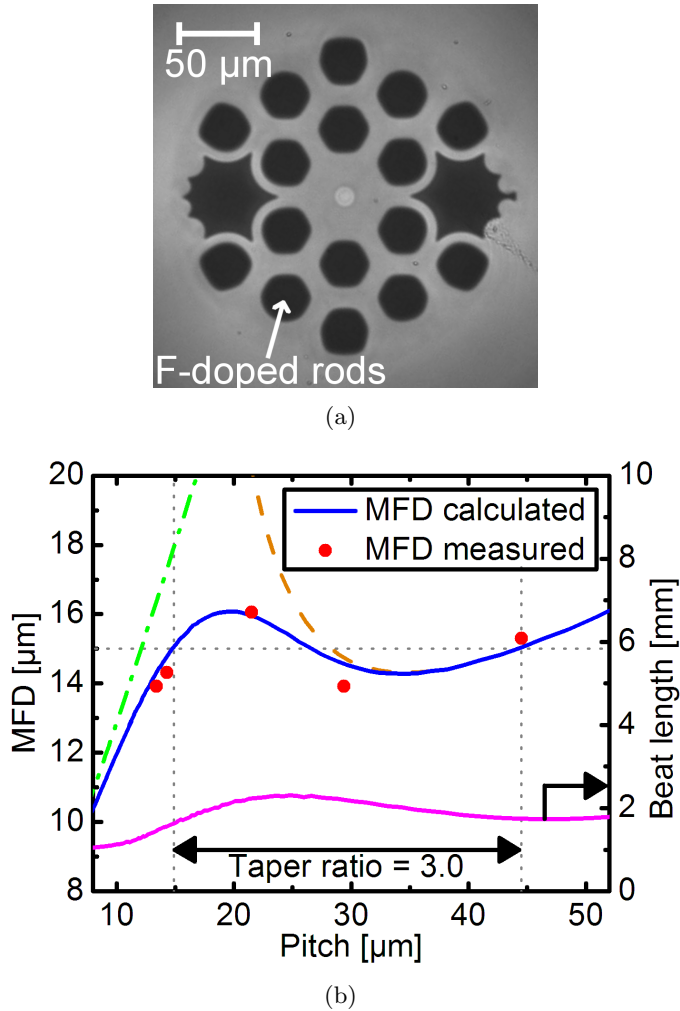 50 µm
F-doped rods
(a)
20
18
16
14
12
10
8
MFD [µm]
10
8
6
4
2
0
Beat length [mm]
MFD calculated
MFD measured
Taper ratio = 3.0
10 20 30 40 50
Pitch [µm]
(b)